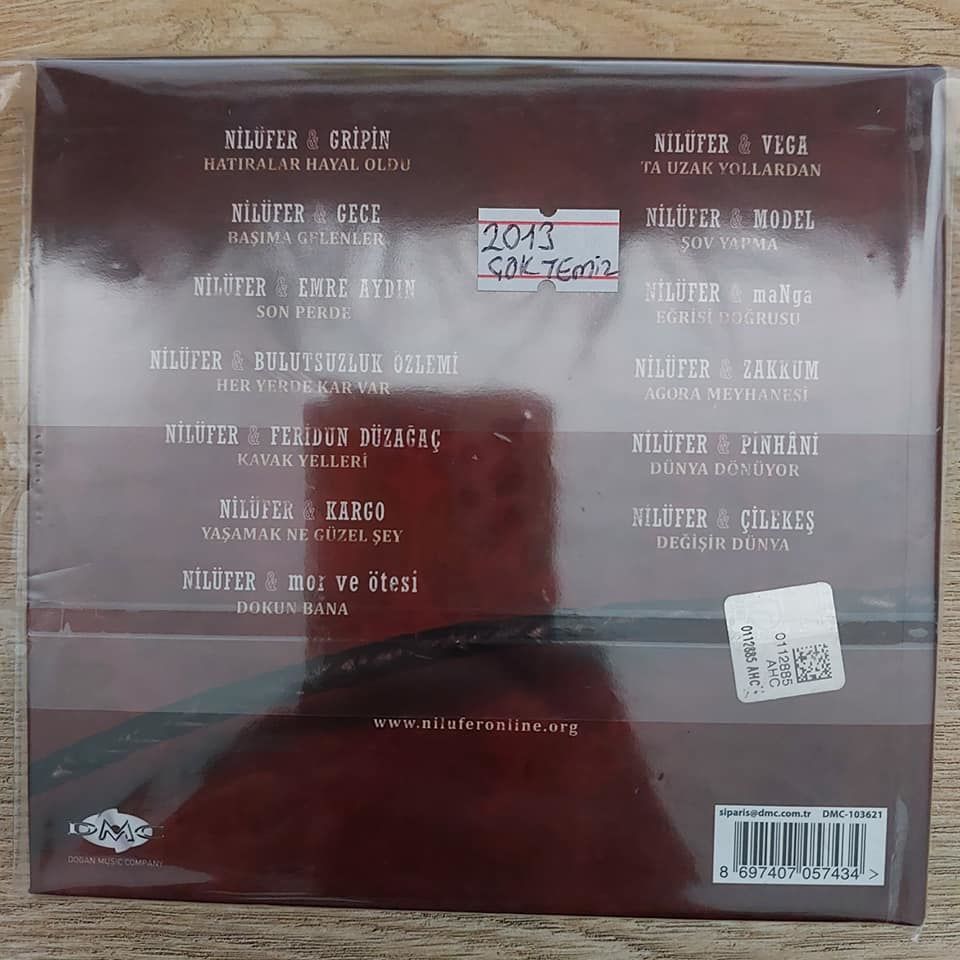 NİLÜFER & GRİPİN
HATIRALAR HAYAL OLDU
NİLÜFER & GECE
BAŞIMA GELENLER
NİLÜFER & EMRE AYDIN
SON PERDE
NİLÜFER & BULUTSUZLUK ÖZLEMİ
HER YERDE KAR VAR
NİLÜFER & FERİDUN DÜZAĞAÇ
KAVAK YELLERİ
NİLÜFER & KARGO
YAŞAMAK NE GÜZEL ŞEY
NİLÜFER & mor ve ötesi
DOKUN BANA
NİLÜFER & VEGA
TA UZAK YOLLARDAN
NİLÜFER & MODEL
ŞOV YAPMA
NİLÜFER & maNga
EĞRİSİ DOĞRUSU
NİLÜFER & ZAKKUM
AGORA MEYHANESİ
NİLÜFER & PİNHÂNİ
DÜNYA DÖNÜYOR
NİLÜFER & ÇİLEKEŞ
DEĞİŞİR DÜNYA
2013
ÇOK TEMİZ
0112885 AHC
0112885
AHC
www.niluferonline.org
DMC
DOGAN MUSIC COMPANY
siparis@dmc.com.tr DMC-103621
8 697407 057434 >